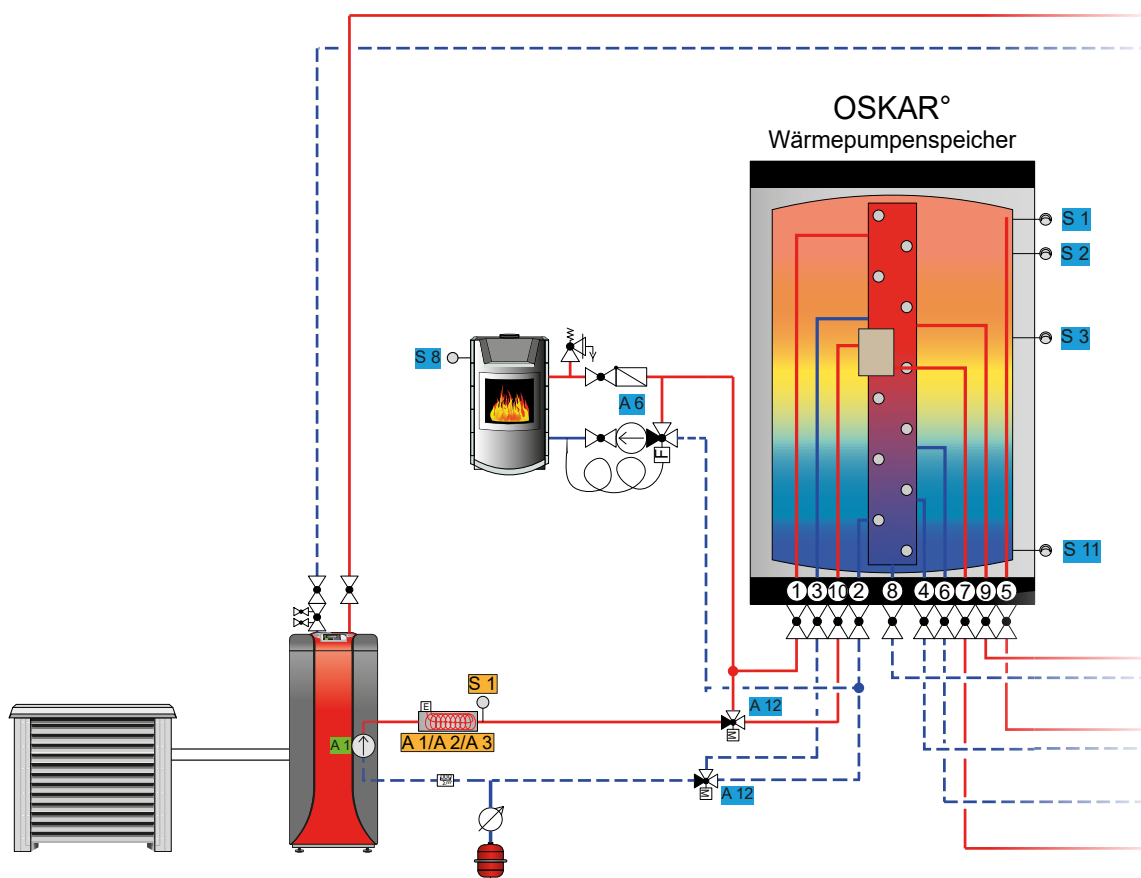 OSKAR°
Wärmepumpenspeicher
S 1
S 2
S 3
S 8
A 6
F
S 11
1 3 10 2 8 4 6 7 9 5
S 1
E
A 12
A 1
A 1/A 2/A 3
M
A 12
M